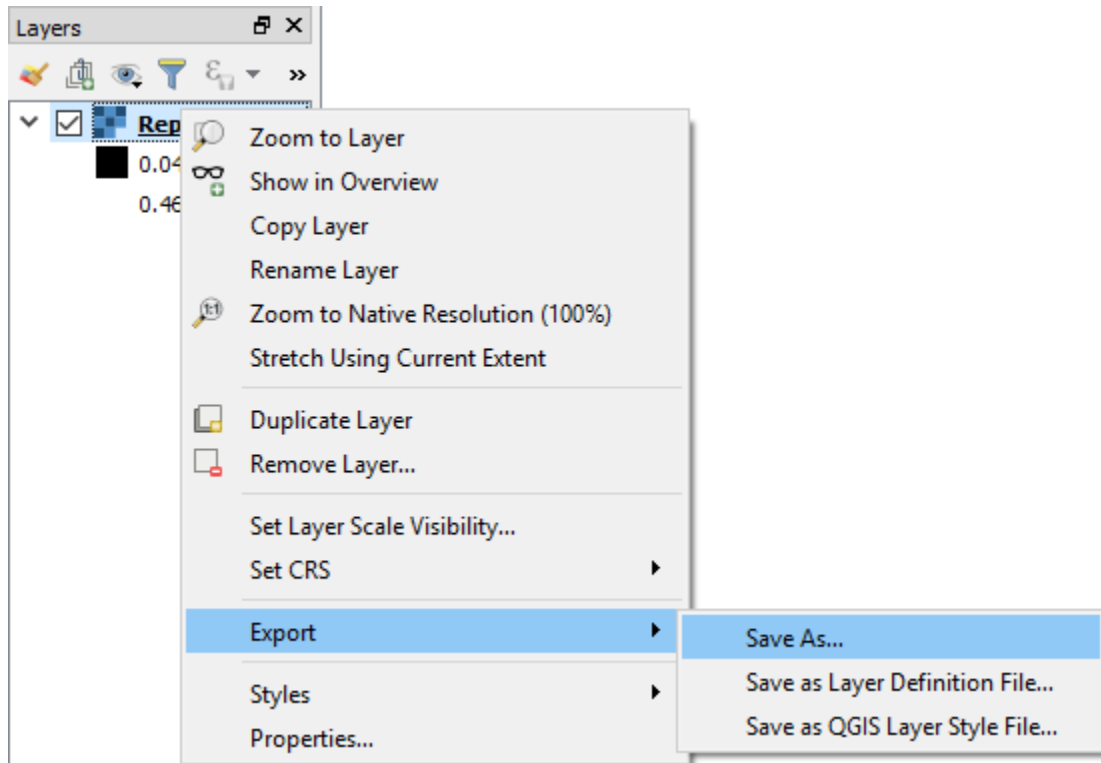 Layers
Rep
0.04
0.46
Zoom to Layer
Show in Overview
Copy Layer
Rename Layer
Zoom to Native Resolution (100%)
Stretch Using Current Extent
Duplicate Layer
Remove Layer...
Set Layer Scale Visibility...
Set CRS
Export
Save As...
Save as Layer Definition File...
Save as QGIS Layer Style File...
Styles
Properties...